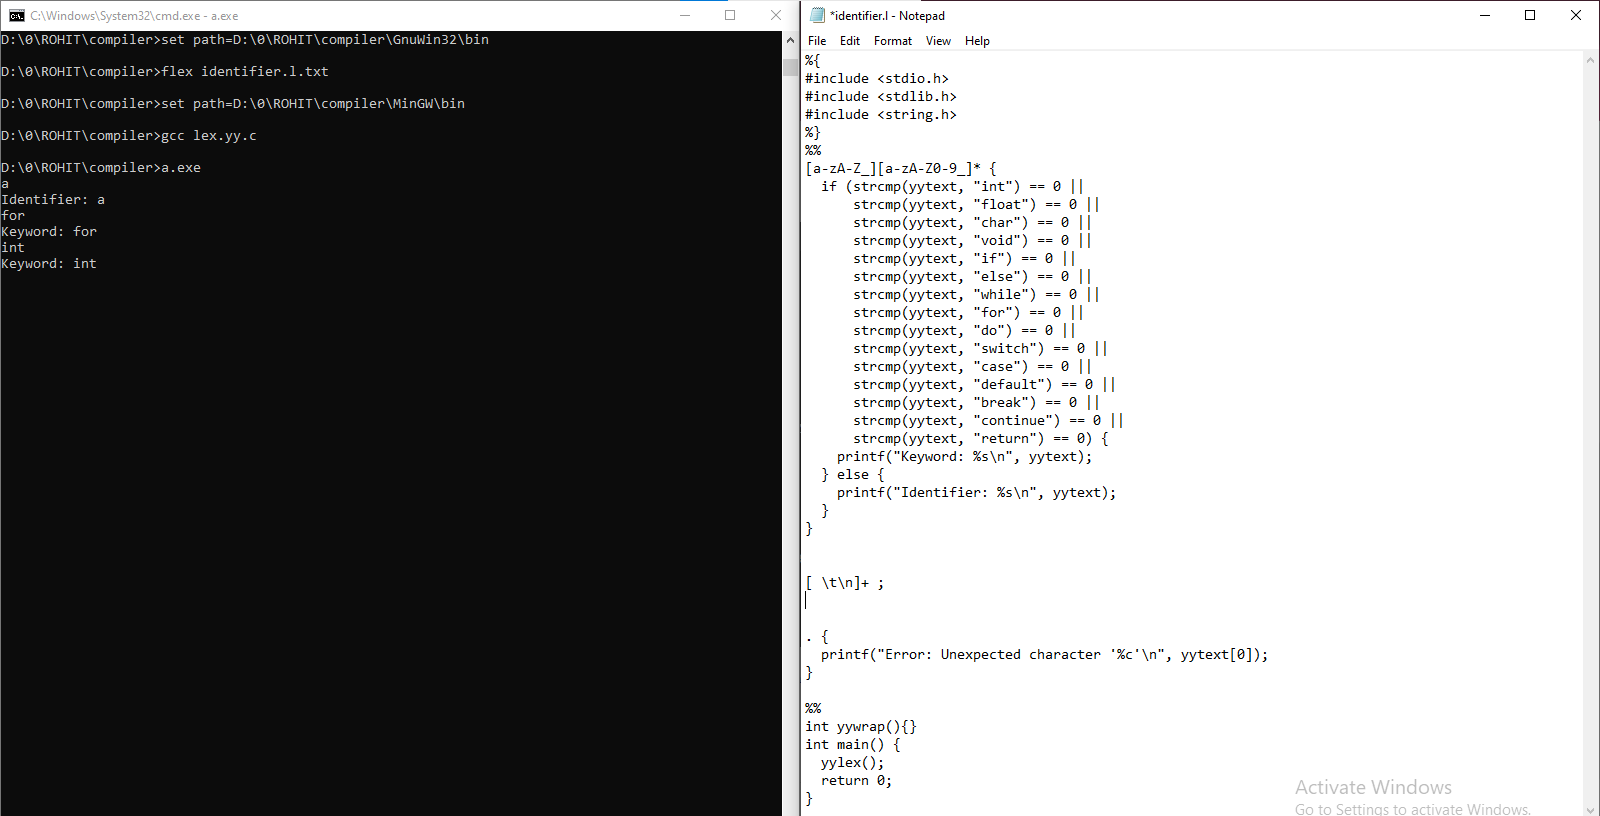 C:\Windows\System32\cmd.exe - a.exe
D:\0\ROHIT\compiler>set path=D:\0\ROHIT\compiler\GnuWin32\bin
D:\0\ROHIT\compiler>flex identifier.l.txt
D:\0\ROHIT\compiler>set path=D:\0\ROHIT\compiler\MinGW\bin
D:\0\ROHIT\compiler>gcc lex.yy.c
D:\0\ROHIT\compiler>a.exe
a
Identifier: a
for
Keyword: for
int
Keyword: int
*identifier.l - Notepad
File Edit Format View Help
%{
#include <stdio.h>
#include <stdlib.h>
#include <string.h>
%}
%%
[a-zA-Z_][a-zA-Z0-9_]* {
  if (strcmp(yytext, "int") == 0 ||
      strcmp(yytext, "float") == 0 ||
      strcmp(yytext, "char") == 0 ||
      strcmp(yytext, "void") == 0 ||
      strcmp(yytext, "if") == 0 ||
      strcmp(yytext, "else") == 0 ||
      strcmp(yytext, "while") == 0 ||
      strcmp(yytext, "for") == 0 ||
      strcmp(yytext, "do") == 0 ||
      strcmp(yytext, "switch") == 0 ||
      strcmp(yytext, "case") == 0 ||
      strcmp(yytext, "default") == 0 ||
      strcmp(yytext, "break") == 0 ||
      strcmp(yytext, "continue") == 0 ||
      strcmp(yytext, "return") == 0) {
    printf("Keyword: %s\n", yytext);
  } else {
    printf("Identifier: %s\n", yytext);
  }
}
[ \t\n]+ ;
. {
  printf("Error: Unexpected character '%c'\n", yytext[0]);
}
%%
int yywrap(){}
int main() {
  yylex();
  return 0;
}
Activate Windows
Go to Settings to activate Windows.